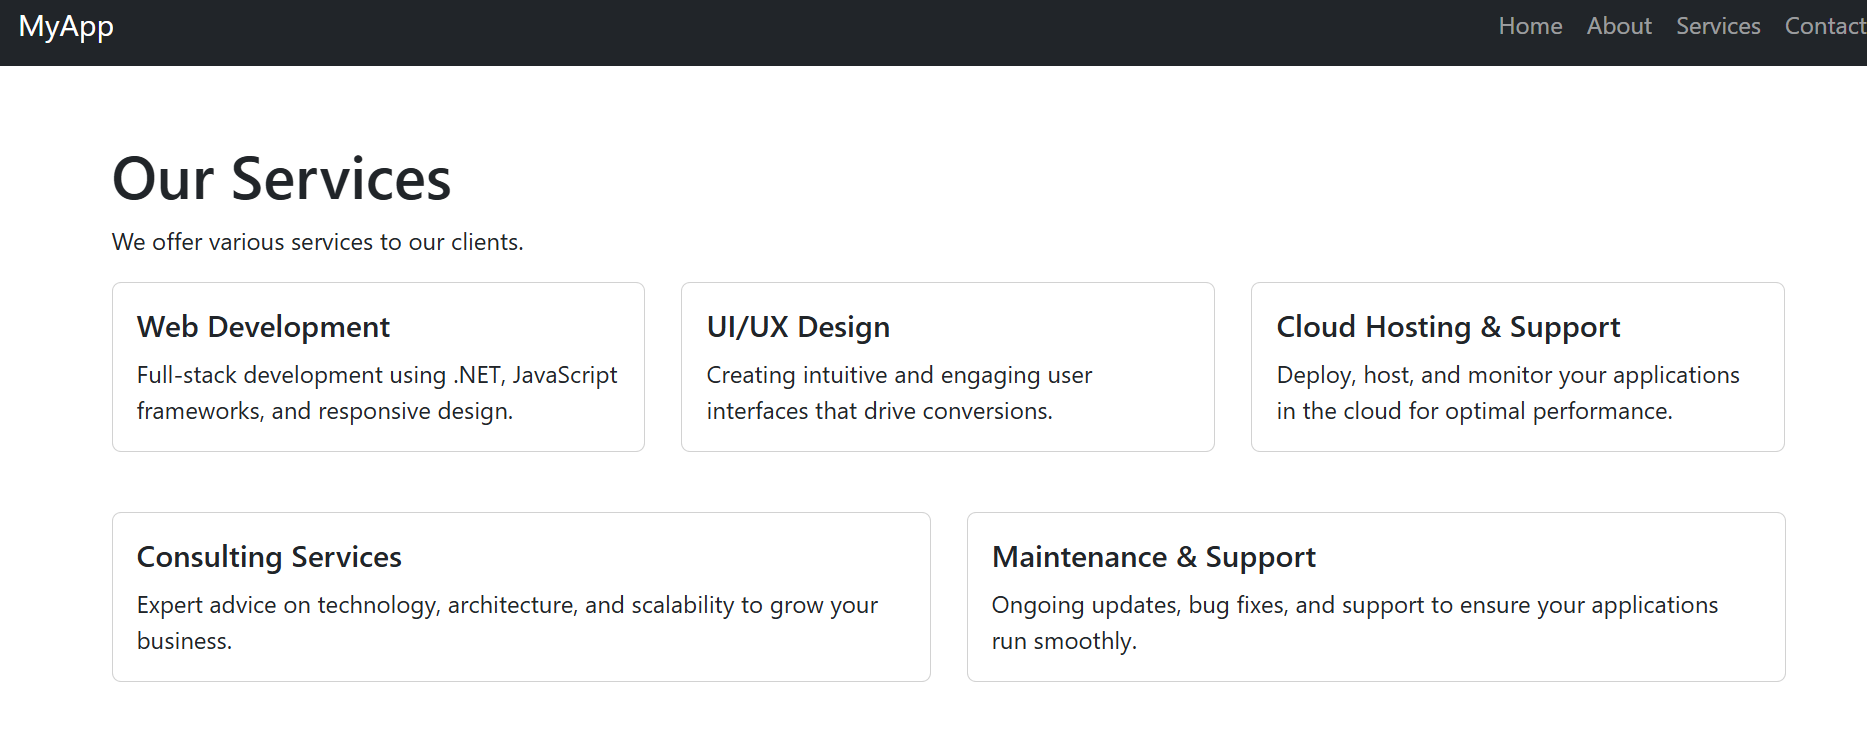 MyApp
Home About Services Contact
Our Services
We offer various services to our clients.
Web Development
Full-stack development using .NET, JavaScript
frameworks, and responsive design.
UI/UX Design
Creating intuitive and engaging user
interfaces that drive conversions.
Cloud Hosting & Support
Deploy, host, and monitor your applications
in the cloud for optimal performance.
Consulting Services
Expert advice on technology, architecture, and scalability to grow your
business.
Maintenance & Support
Ongoing updates, bug fixes, and support to ensure your applications
run smoothly.